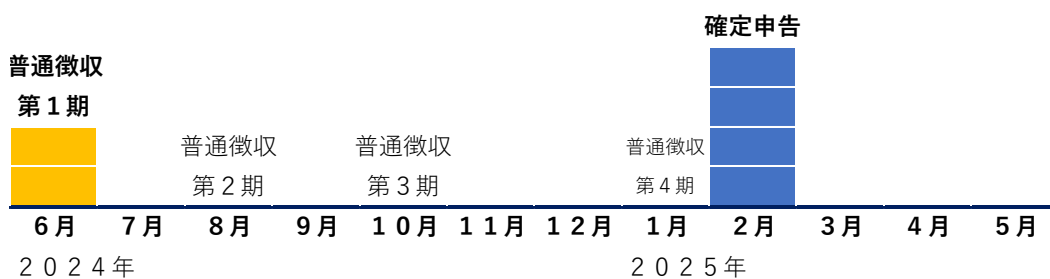 確定申告
普通徴収
第１期
普通徴収
第２期
普通徴収
第３期
普通徴収
第４期
６月 ７月 ８月 ９月 １０月 １１月 １２月 １月 ２月 ３月 ４月 ５月
２０２４年 ２０２５年